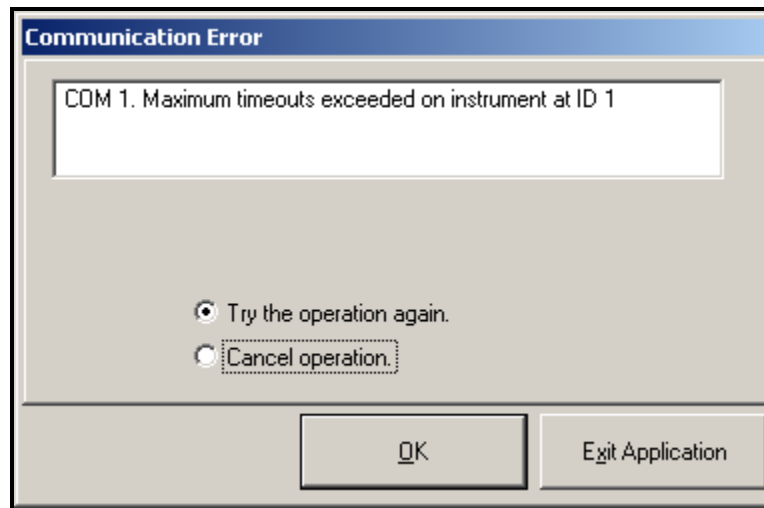 Communication Error
COM 1. Maximum timeouts exceeded on instrument at ID 1
Try the operation again.
Cancel operation.
OK
Exit Application